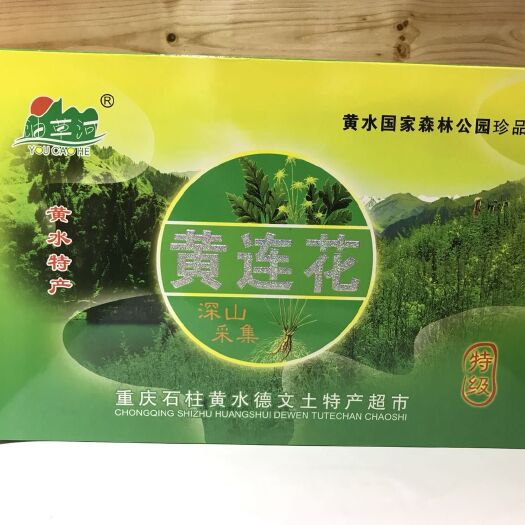 油草河®
YOU CAO HE
黄水国家森林公园珍品
黄水特产
黄连花
深山
采集
特级
重庆石柱黄水德文土特产超市
CHONGQING SHIZHU HUANGSHUI DEWEN TUTECHAN CHAOSHI